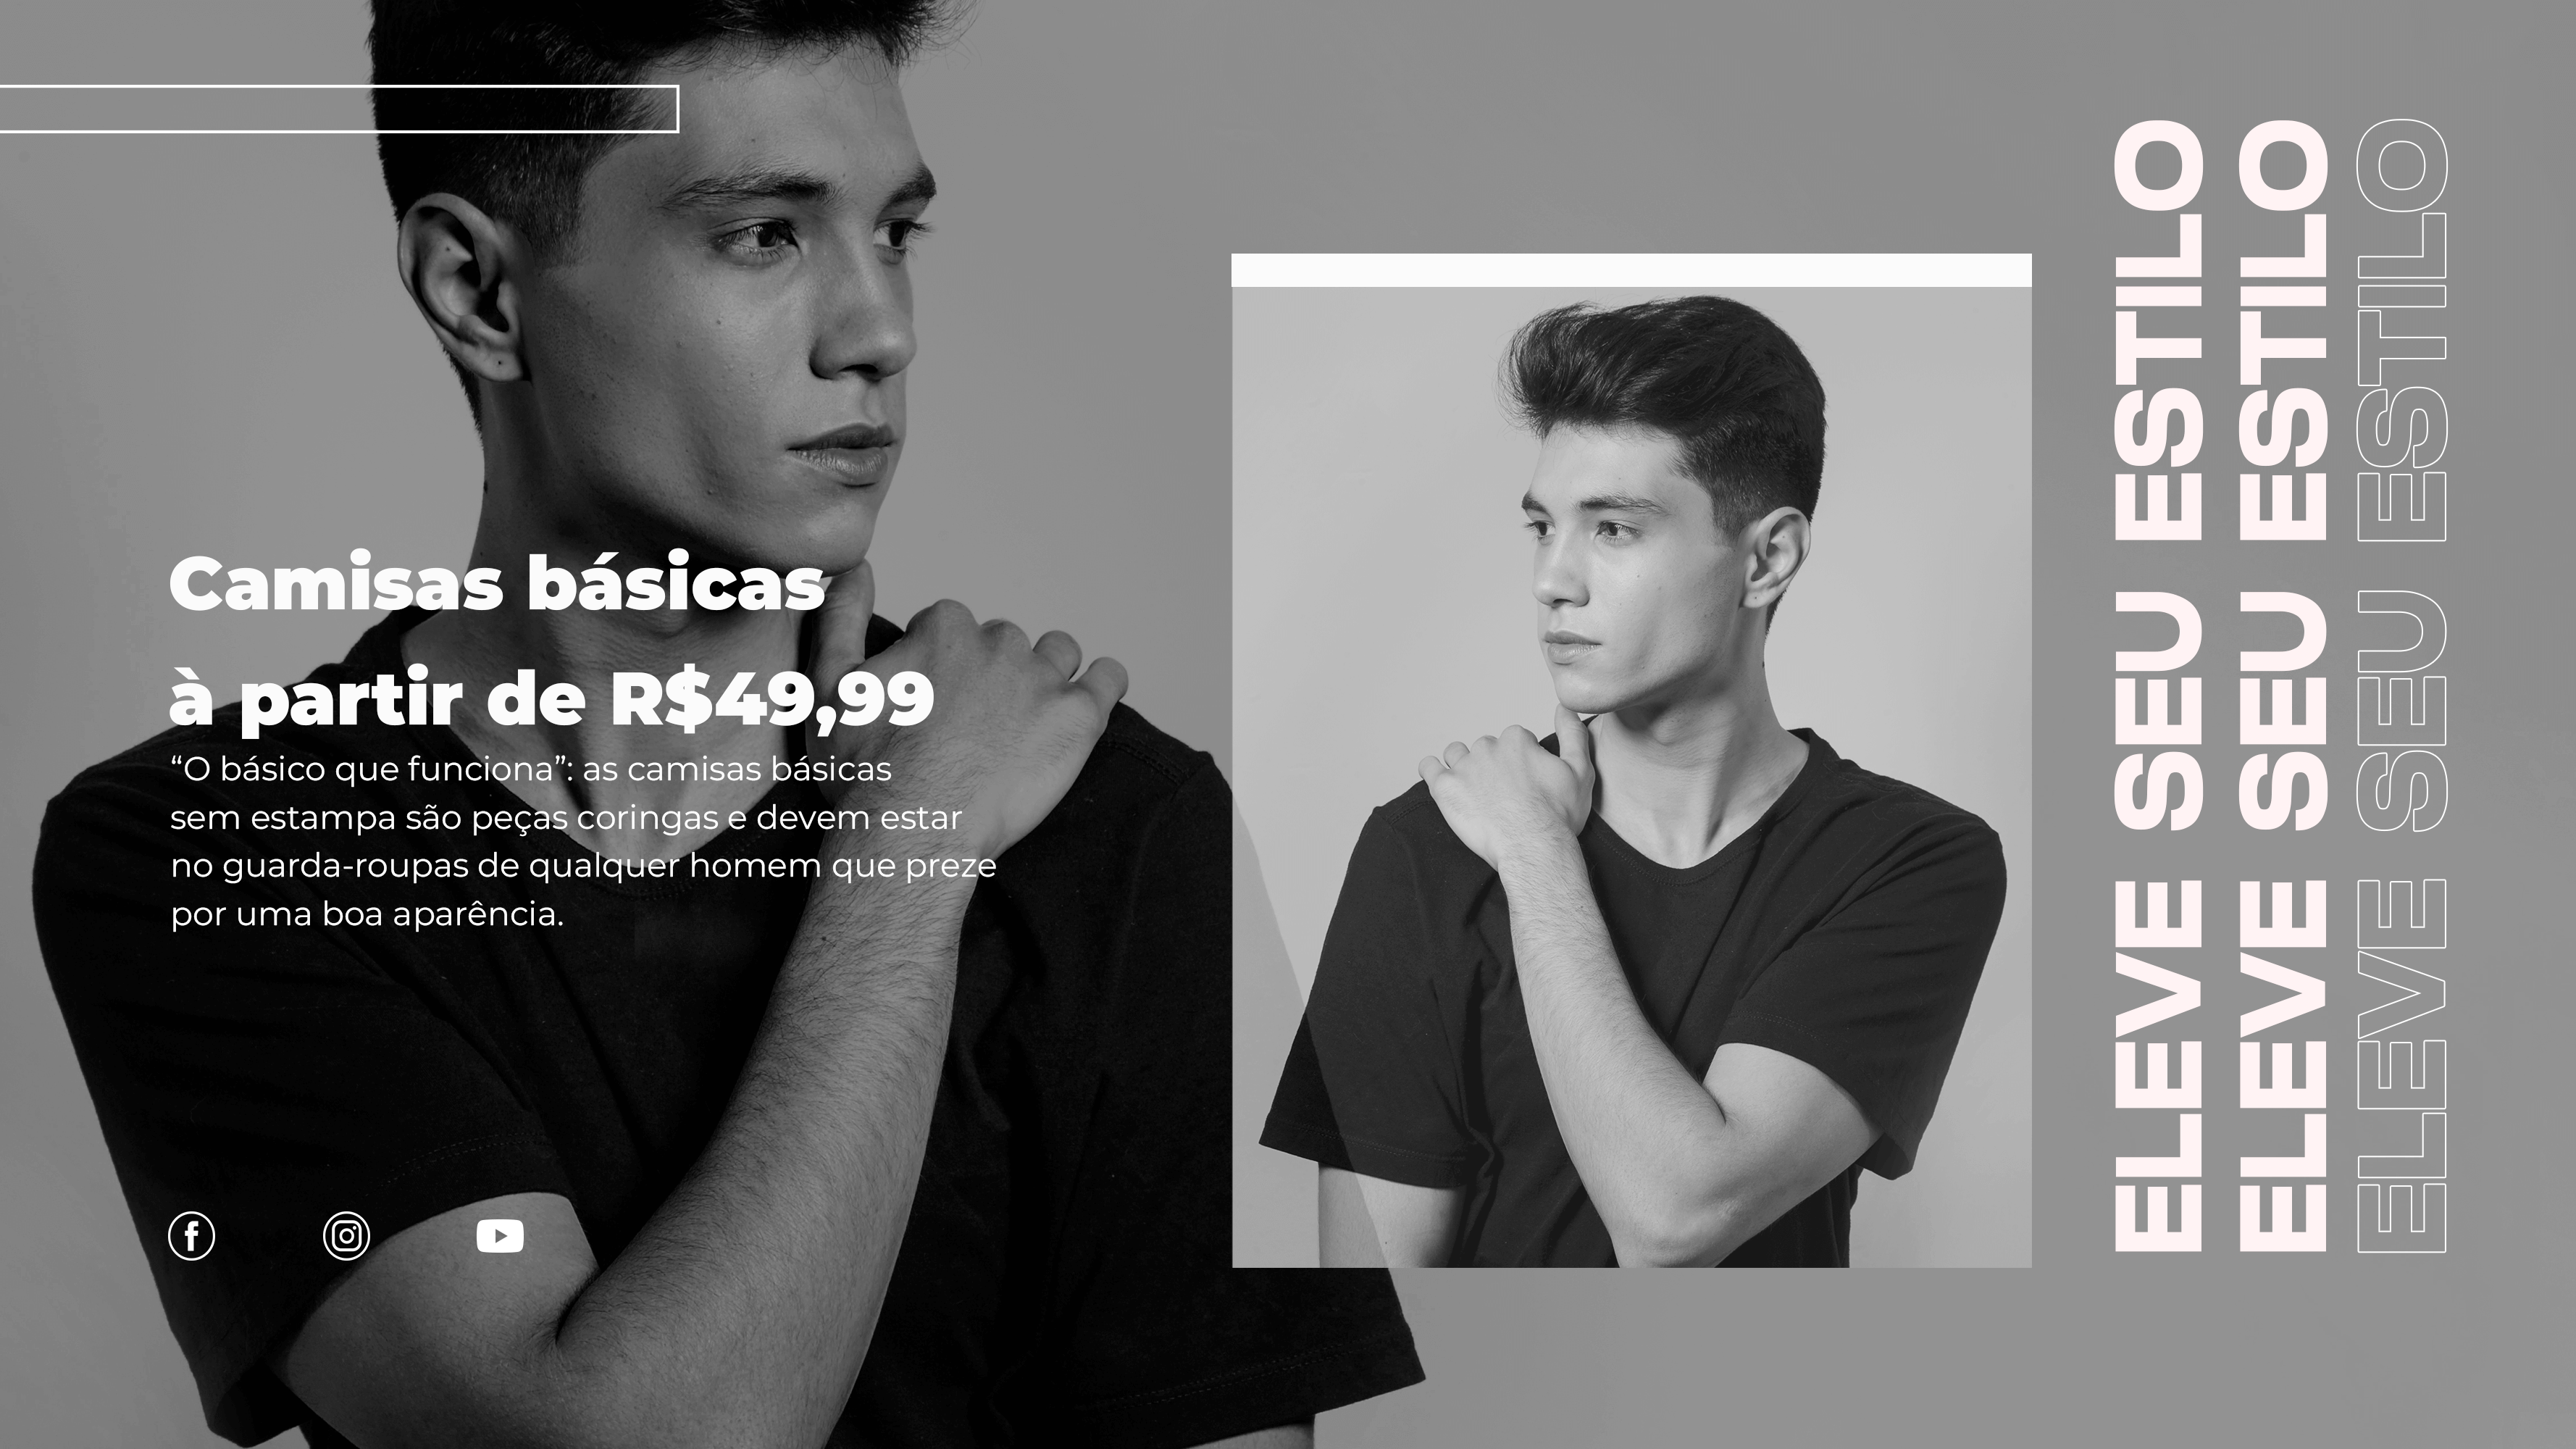 Camisas básicas
à partir de R$49,99
“O básico que funciona”: as camisas básicas
sem estampa são peças coringas e devem estar
no guarda-roupas de qualquer homem que preze
por uma boa aparência.
ELEVE SEU ESTILO
ELEVE SEU ESTILO
ELEVE SEU ESTILO